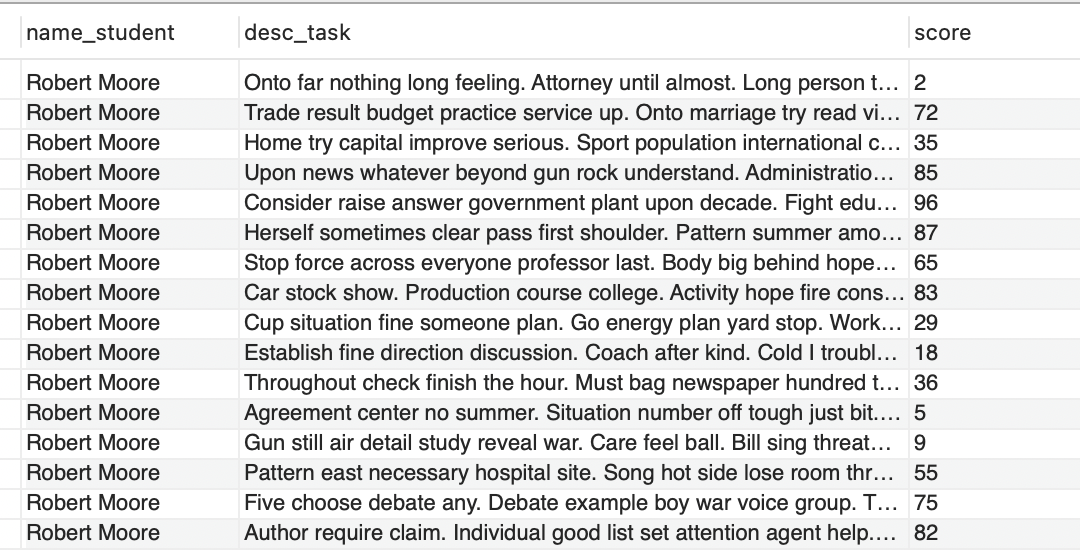 name_student desc_task score
Robert Moore Onto far nothing long feeling. Attorney until almost. Long person t… 2
Robert Moore Trade result budget practice service up. Onto marriage try read vi… 72
Robert Moore Home try capital improve serious. Sport population international c… 35
Robert Moore Upon news whatever beyond gun rock understand. Administratio… 85
Robert Moore Consider raise answer government plant upon decade. Fight edu… 96
Robert Moore Herself sometimes clear pass first shoulder. Pattern summer amo… 87
Robert Moore Stop force across everyone professor last. Body big behind hope… 65
Robert Moore Car stock show. Production course college. Activity hope fire cons… 83
Robert Moore Cup situation fine someone plan. Go energy plan yard stop. Work… 29
Robert Moore Establish fine direction discussion. Coach after kind. Cold I troubl… 18
Robert Moore Throughout check finish the hour. Must bag newspaper hundred t… 36
Robert Moore Agreement center no summer. Situation number off tough just bit.… 5
Robert Moore Gun still air detail study reveal war. Care feel ball. Bill sing threat… 9
Robert Moore Pattern east necessary hospital site. Song hot side lose room thr… 55
Robert Moore Five choose debate any. Debate example boy war voice group. T… 75
Robert Moore Author require claim. Individual good list set attention agent help.… 82